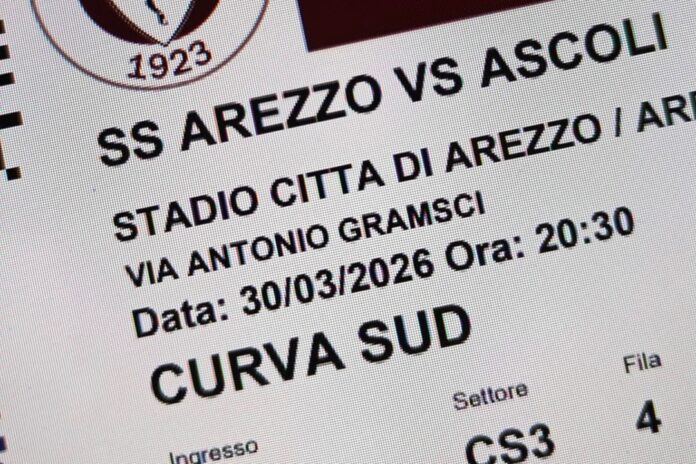 1923
SS AREZZO VS ASCOLI
STADIO CITTA DI AREZZO /
VIA ANTONIO GRAMSCI
Data: 30/03/2026 Ora: 20:30
CURVA SUD
Ingresso Settore Fila
CS3 4